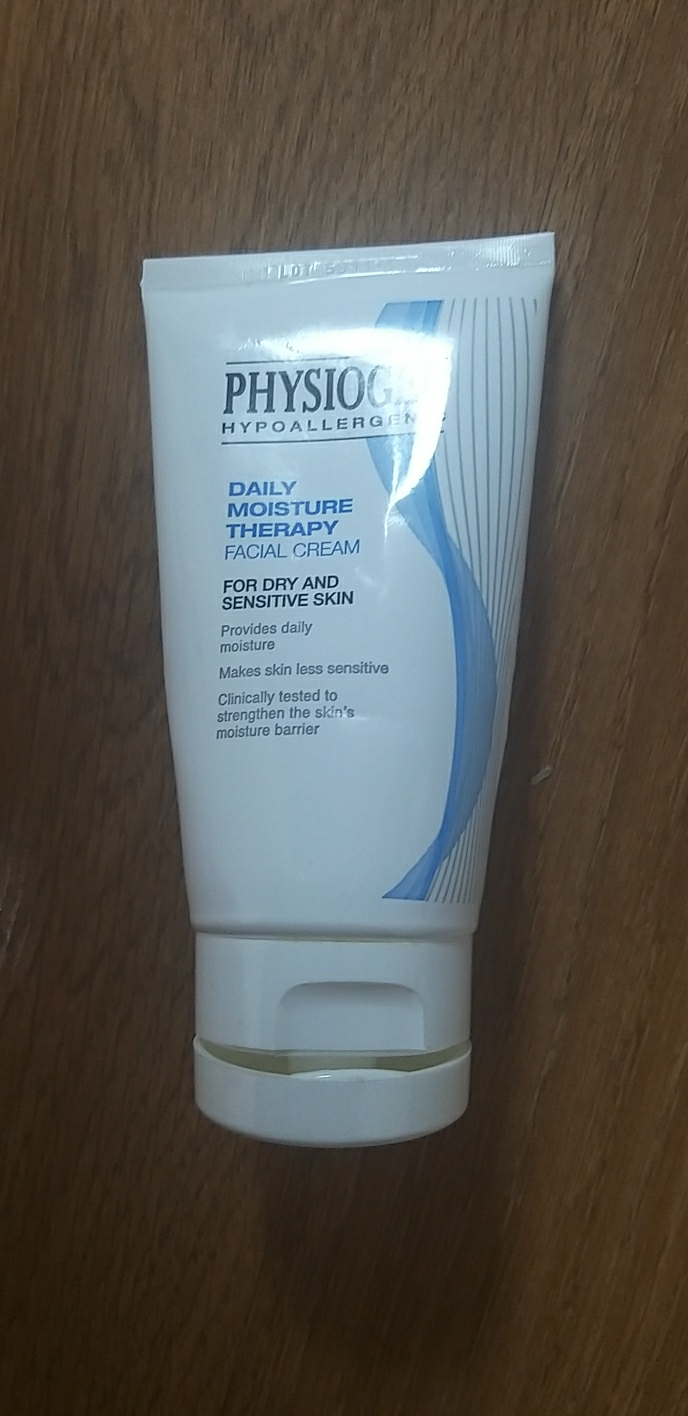 HYPOALLERGENIC
DAILY
MOISTURE
THERAPY
FACIAL CREAM
FOR DRY AND
SENSITIVE SKIN
Provides daily
moisture
Makes skin less sensitive
Clinically tested to
strengthen the skin's
moisture barrier